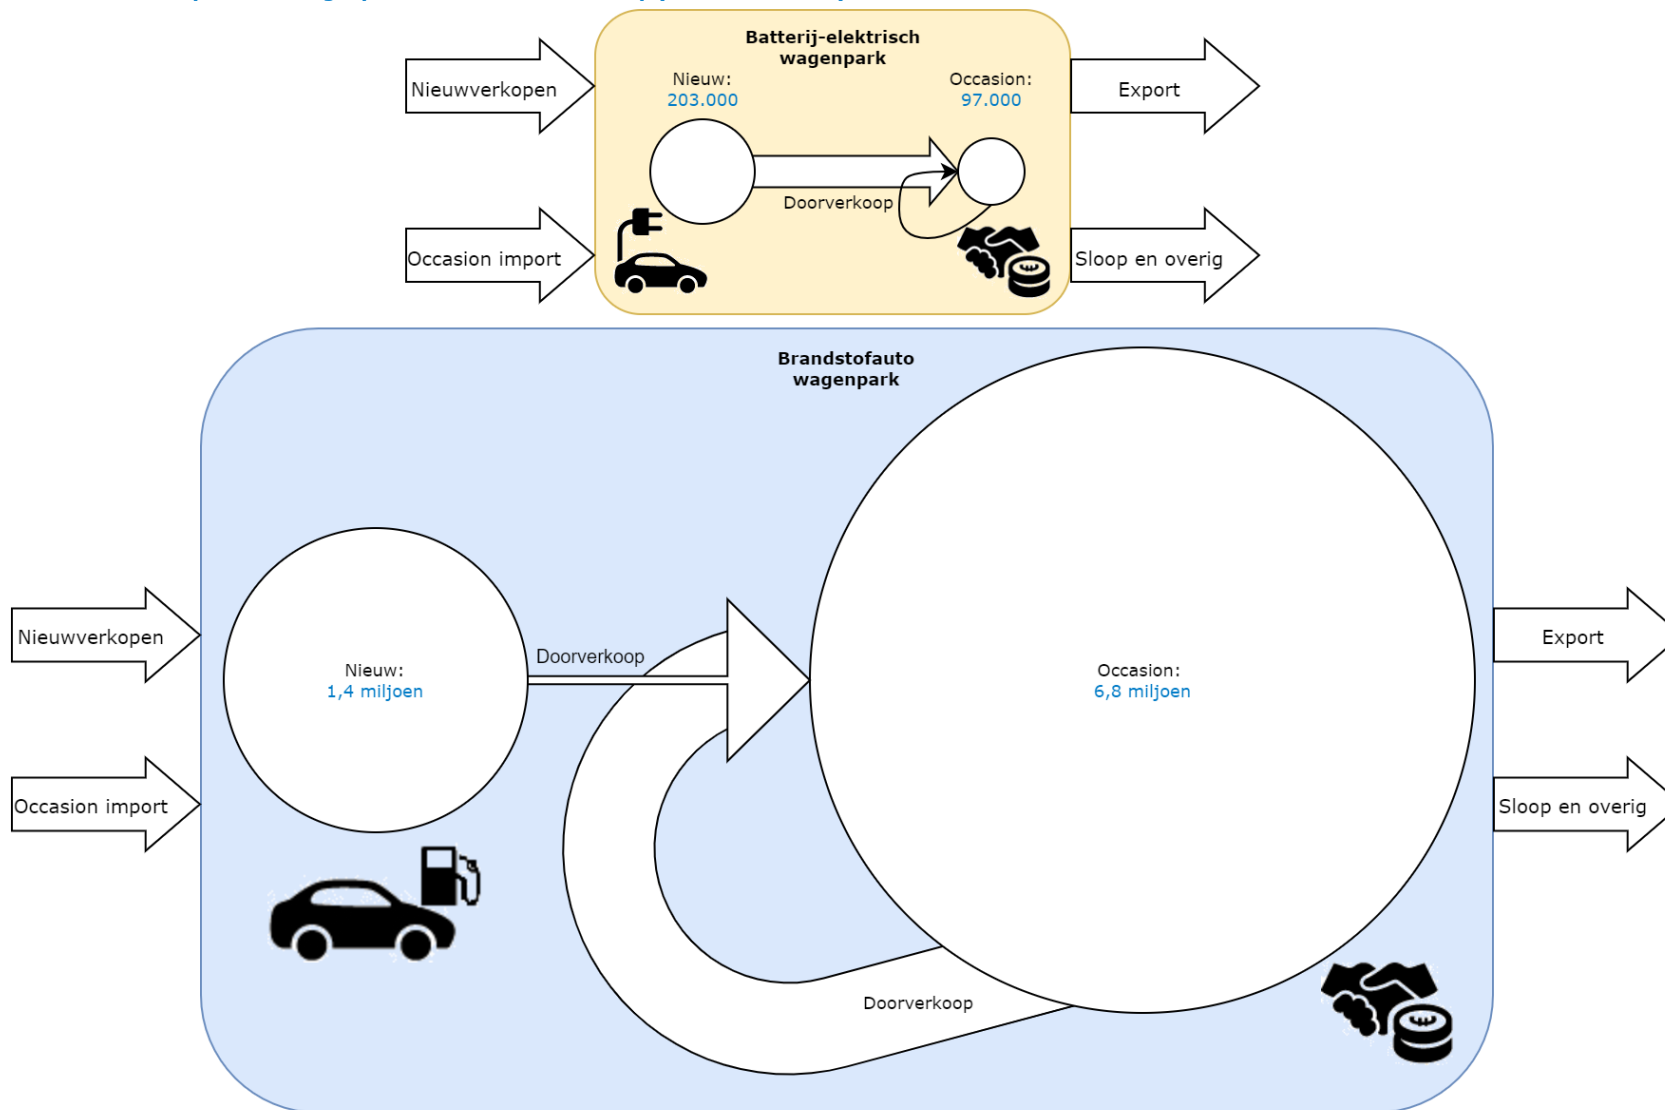 Batterij-elektrisch
wagenpark
Nieuw:
203.000
Occasion:
97.000
Nieuwverkopen
Export
Doorverkoop
Occasion import
Sloop en overig
Brandstofauto
wagenpark
Nieuwverkopen
Export
Doorverkoop
Nieuw:
1,4 miljoen
Occasion:
6,8 miljoen
Occasion import
Sloop en overig
Doorverkoop